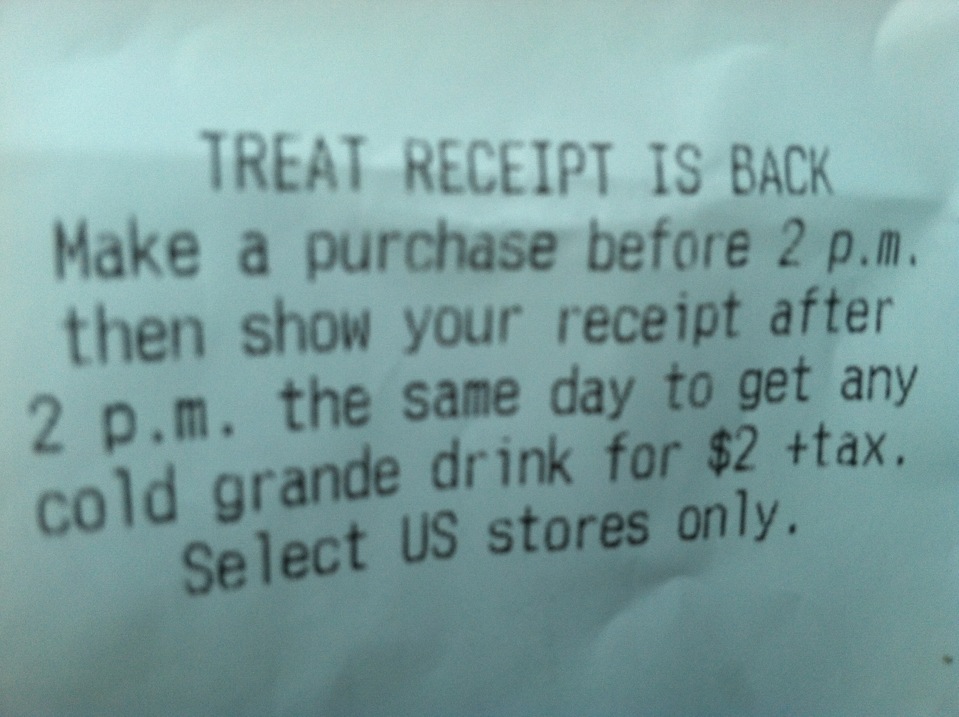 TREAT RECEIPT IS BACK
Make a purchase before 2 p.m.
then show your receipt after
2 p.m. the same day to get any
cold grande drink for $2 +tax.
Select US stores only.